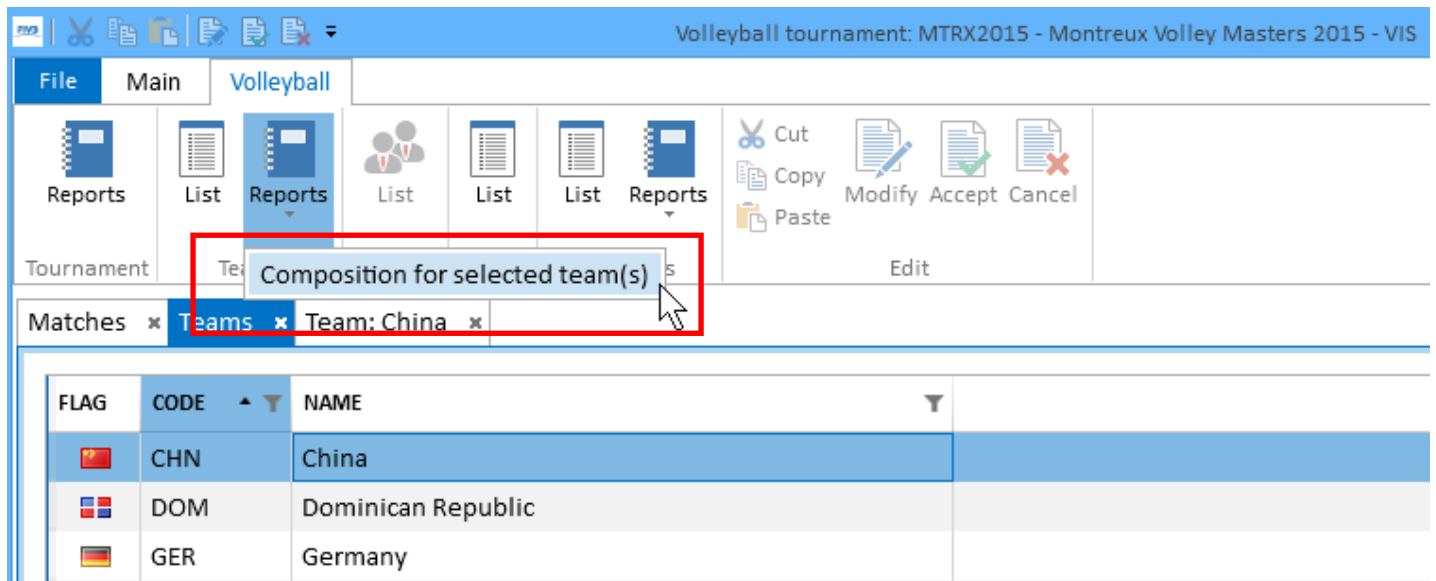 FIVB
Volleyball tournament: MTRX2015 - Montreux Volley Masters 2015 - VIS
File Main Volleyball
Reports List Reports List List List Reports
Cut
Copy
Paste
Modify Accept Cancel
Tournament Edit
Composition for selected team(s)
Matches Teams Team: China
FLAG CODE NAME
CHN China
DOM Dominican Republic
GER Germany